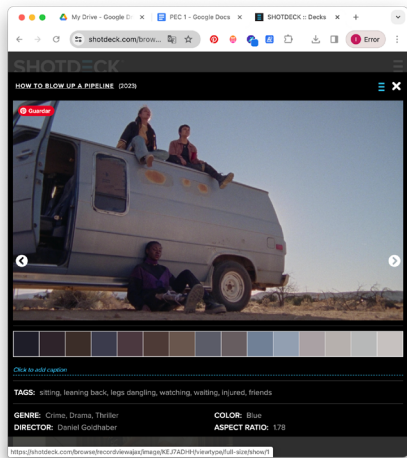 My Drive - Google D
PEC 1 - Google Docs
SHOTDECK :: Decks
shotdeck.com/brow...
Error
SHOTDECK
HOW TO BLOW UP A PIPELINE (2023)
Guardar
Click to add caption
TAGS: sitting, leaning back, legs dangling, watching, waiting, injured, friends
GENRE: Crime, Drama, Thriller
COLOR: Blue
DIRECTOR: Daniel Goldhaber
ASPECT RATIO: 1.78
https://shotdeck.com/browse/recordviewajax/image/KEJ7ADHH/viewtype/full-size/show/1